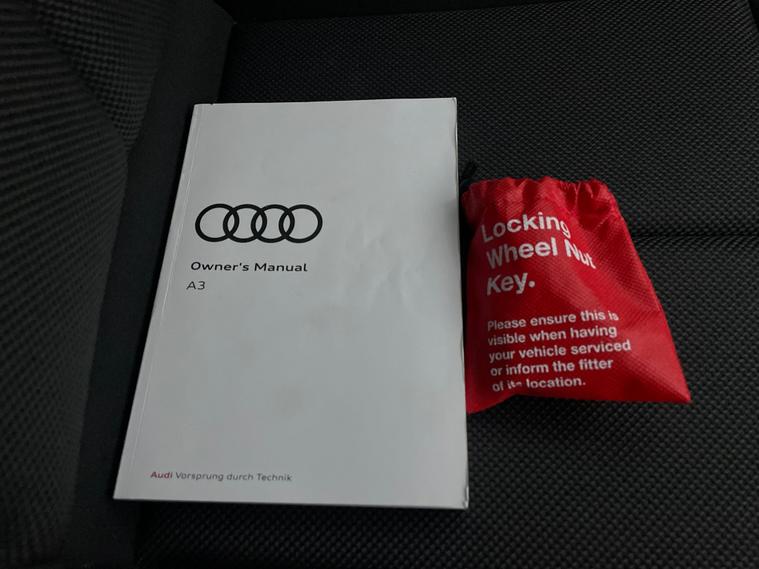 Owner's Manual
A3
Audi Vorsprung durch Technik
Locking
Wheel Nut
Key.
Please ensure this is
visible when having
your vehicle serviced
or inform the fitter
of its location.